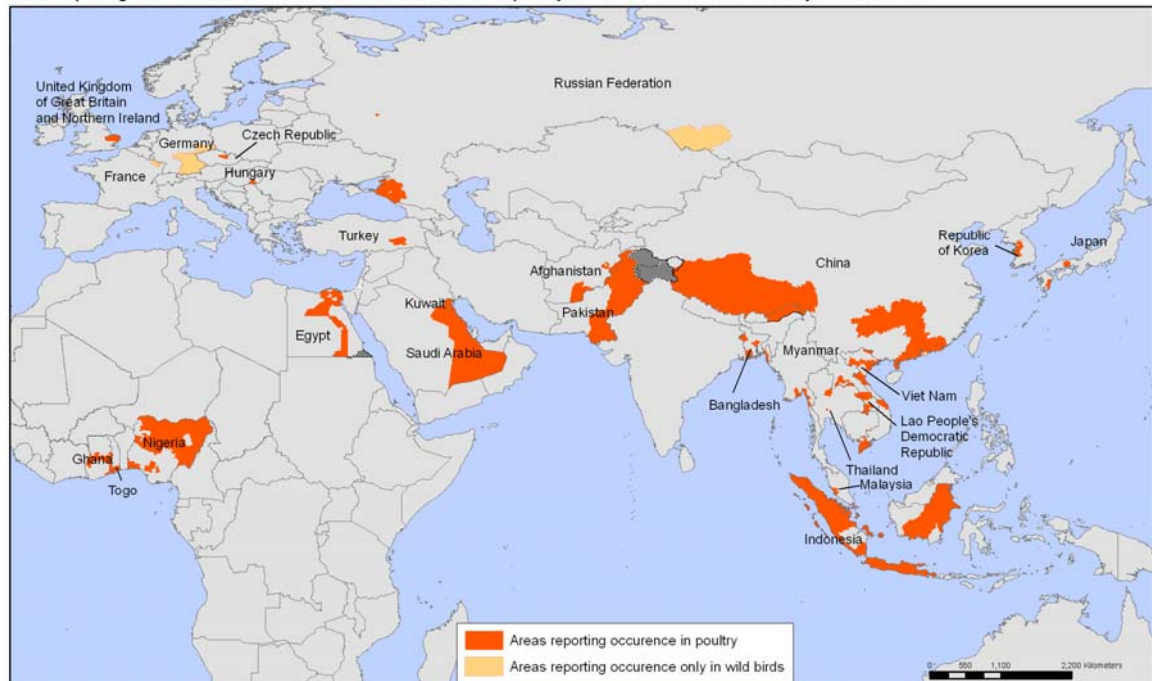 United Kingdom
of Great Britain
and Northern Ireland
Russian Federation
Czech Republic
Germany
France
Hungary
Turkey
Republic
of Korea
Japan
China
Afghanistan
Kuwait
Pakistan
Egypt
Saudi Arabia
Myanmar
Bangladesh
Viet Nam
Lao People's
Democratic
Republic
Nigeria
Ghana
Togo
Thailand
Malaysia
Indonesia
Areas reporting occurence in poultry
Areas reporting occurence only in wild birds
0 550 1,100 2,200 Kilometers